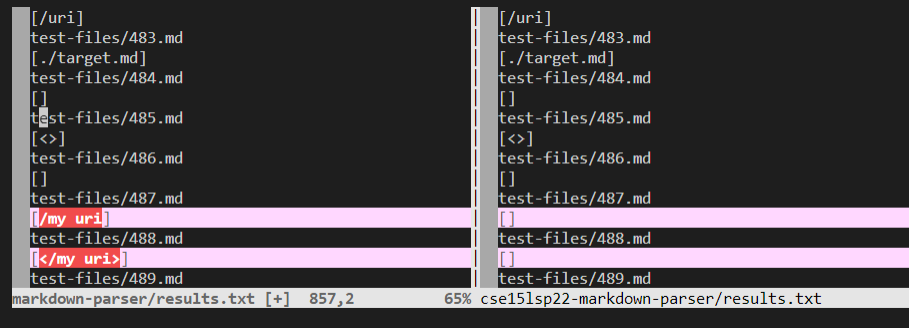 [/uri]
test-files/483.md
[./target.md]
test-files/484.md
[]
test-files/485.md
[<>]
test-files/486.md
[]
test-files/487.md
[/my uri]
test-files/488.md
[</my uri>]
test-files/489.md
markdown-parser/results.txt [+] 857,2 65%
[/uri]
test-files/483.md
[./target.md]
test-files/484.md
[]
test-files/485.md
[<>]
test-files/486.md
[]
test-files/487.md
[]
test-files/488.md
[]
test-files/489.md
cse15lsp22-markdown-parser/results.txt